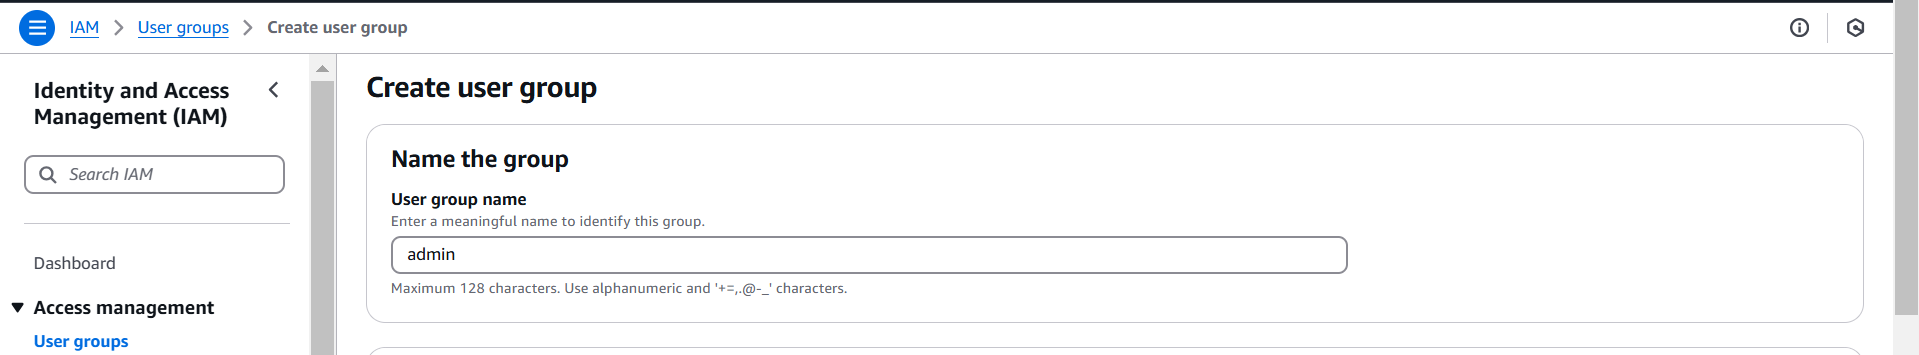 IAM > User groups > Create user group
Identity and Access
Management (IAM)
Search IAM
Dashboard
Access management
User groups
Create user group
Name the group
User group name
Enter a meaningful name to identify this group.
admin
Maximum 128 characters. Use alphanumeric and '+=,.@-_' characters.